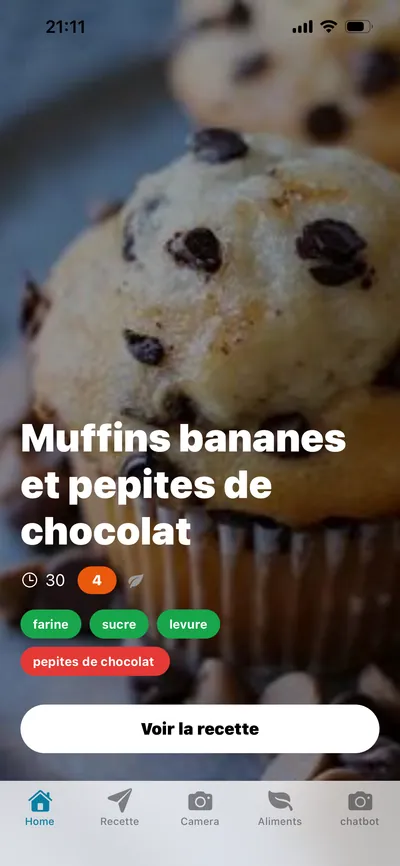 21:11
Muffins bananes
et pepites de
chocolat
30 4
farine sucre levure
pepites de chocolat
Voir la recette
Home Recette Camera Aliments chatbot